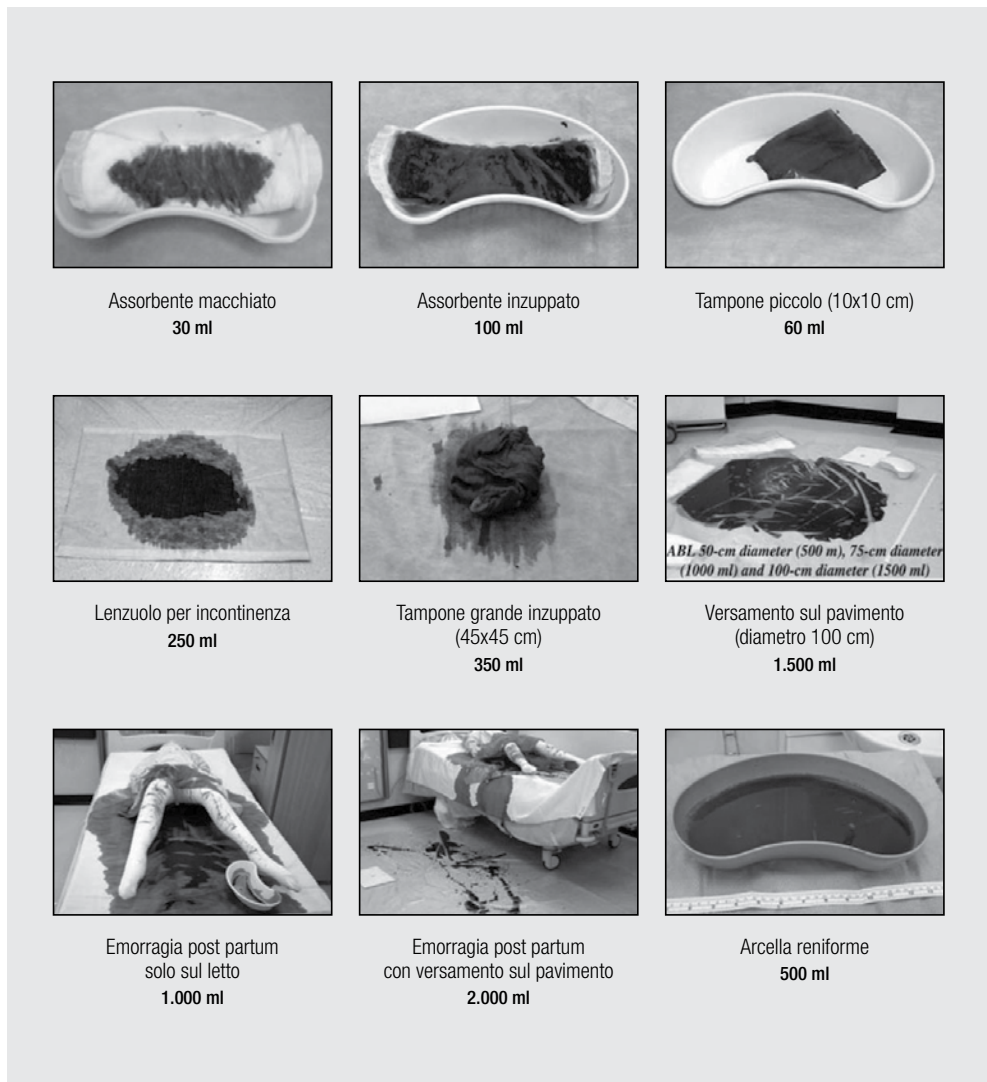 Assorbente macchiato
30 ml
Assorbente inzuppato
100 ml
Tampone piccolo (10x10 cm)
60 ml
ABL 50-cm diameter (500 m), 75-cm diameter
(1000 ml) and 100-cm diameter (1500 ml)
Lenzuolo per incontinenza
250 ml
Tampone grande inzuppato
(45x45 cm)
350 ml
Versamento sul pavimento
(diametro 100 cm)
1.500 ml
Emorragia post partum
solo sul letto
1.000 ml
Emorragia post partum
con versamento sul pavimento
2.000 ml
Arcella reniforme
500 ml